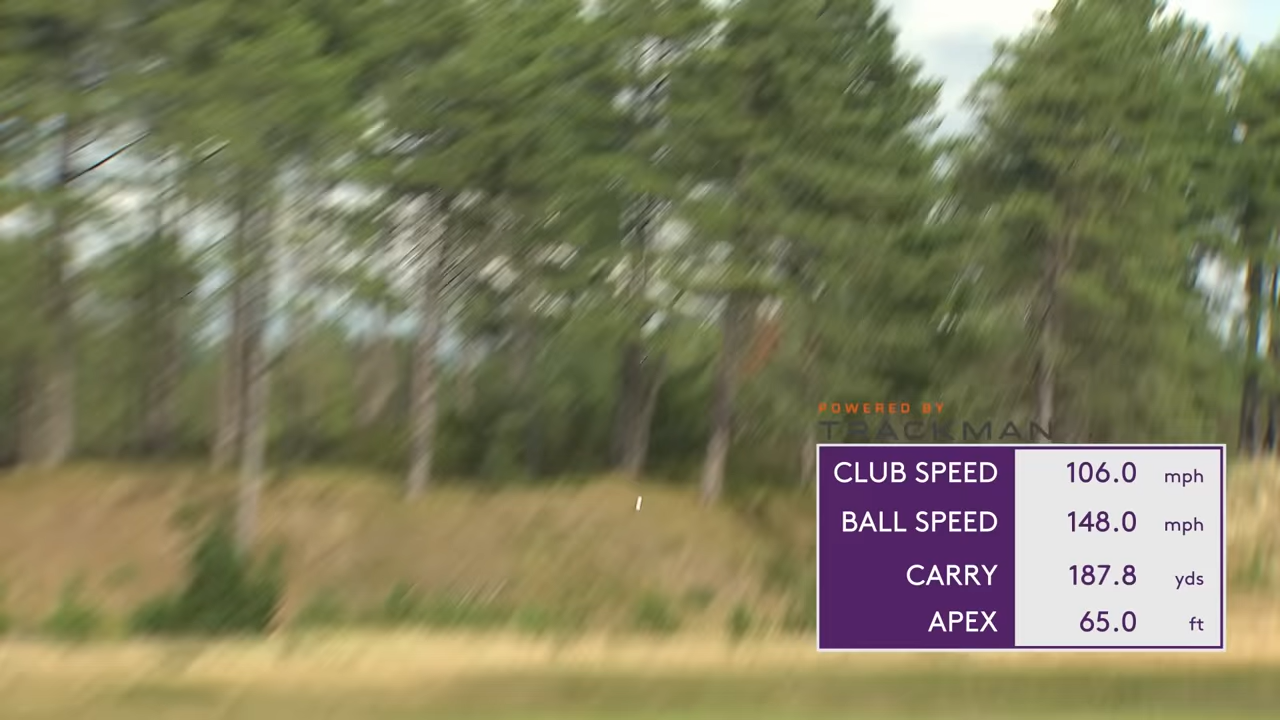 POWERED BY
TRACKMAN
CLUB SPEED 106.0 mph
BALL SPEED 148.0 mph
CARRY 187.8 yds
APEX 65.0 ft